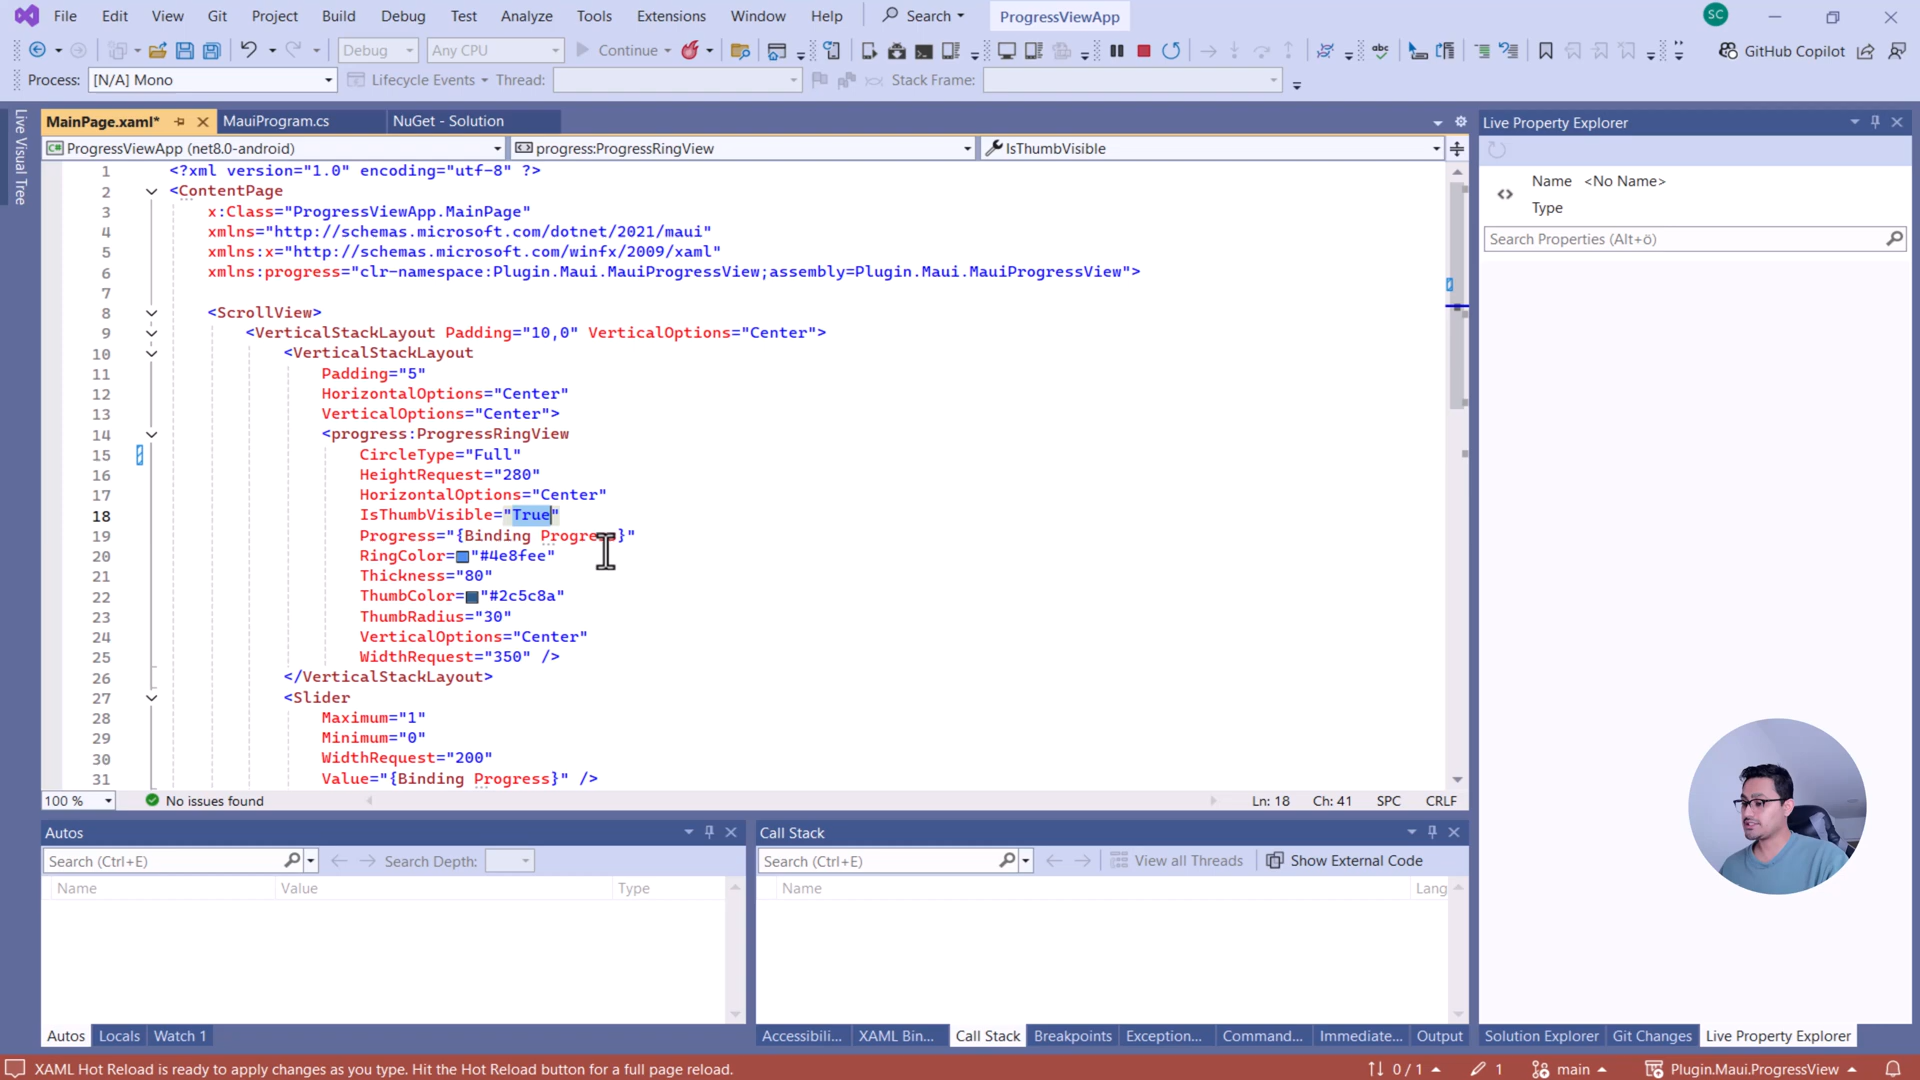 File Edit View Git Project Build Debug Test Analyze Tools Extensions Window Help Search ProgressViewApp SC
Debug Any CPU Continue GitHub Copilot
Process: [N/A] Mono Lifecycle Events Thread: Stack Frame:
Live Visual Tree
MainPage.xaml* MauiProgram.cs NuGet - Solution
ProgressViewApp (net8.0-android) progress:ProgressRingView IsThumbVisible
1 <?xml version="1.0" encoding="utf-8" ?>
2 <ContentPage
3 x:Class="ProgressViewApp.MainPage"
4 xmlns="http://schemas.microsoft.com/dotnet/2021/maui"
5 xmlns:x="http://schemas.microsoft.com/winfx/2009/xaml"
6 xmlns:progress="clr-namespace:Plugin.Maui.MauiProgressView;assembly=Plugin.Maui.MauiProgressView">
7
8 <ScrollView>
9 <VerticalStackLayout Padding="10,0" VerticalOptions="Center">
10 <VerticalStackLayout
11 Padding="5"
12 HorizontalOptions="Center"
13 VerticalOptions="Center">
14 <progress:ProgressRingView
15 CircleType="Full"
16 HeightRequest="280"
17 HorizontalOptions="Center"
18 IsThumbVisible="True"
19 Progress="{Binding Progress}"
20 RingColor="#4e8fee"
21 Thickness="80"
22 ThumbColor="#2c5c8a"
23 ThumbRadius="30"
24 VerticalOptions="Center"
25 WidthRequest="350" />
26 </VerticalStackLayout>
27 <Slider
28 Maximum="1"
29 Minimum="0"
30 WidthRequest="200"
31 Value="{Binding Progress}" />
100 % No issues found Ln: 18 Ch: 41 SPC CRLF
Live Property Explorer
Name <No Name>
Type
Search Properties (Alt+ö)
Autos
Search (Ctrl+E) Search Depth:
Name Value Type
Autos Locals Watch 1
Call Stack
Search (Ctrl+E) View all Threads Show External Code
Name Lang
Accessibili... XAML Bin... Call Stack Breakpoints Exception... Command... Immediate... Output
Solution Explorer Git Changes Live Property Explorer
XAML Hot Reload is ready to apply changes as you type. Hit the Hot Reload button for a full page reload. 0 / 1 1 main Plugin.Maui.ProgressView